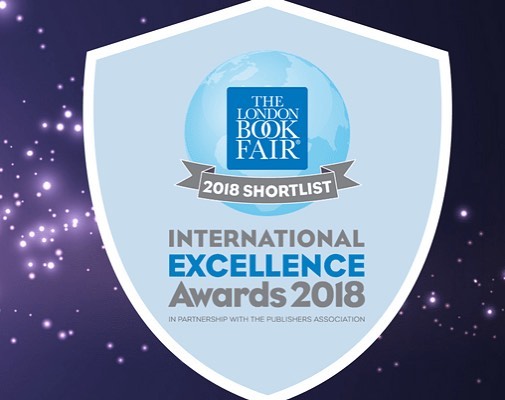 THE
LONDON
BOOK
FAIR®
2018 SHORTLIST
INTERNATIONAL
EXCELLENCE
Awards 2018
IN PARTNERSHIP WITH THE PUBLISHERS ASSOCIATION